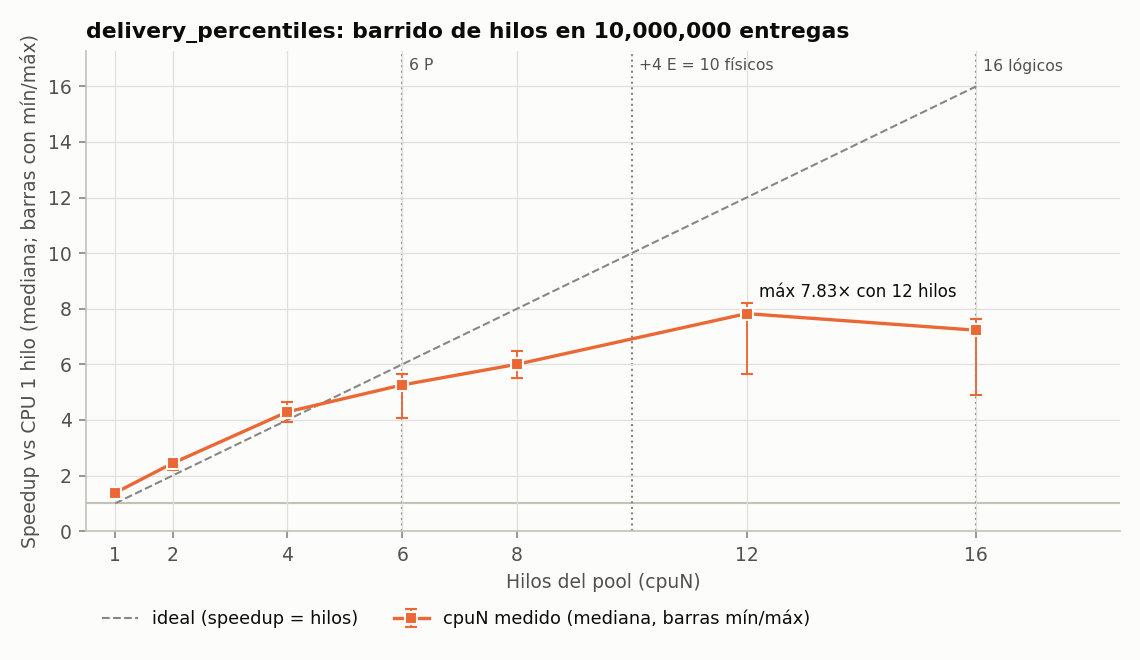 delivery_percentiles: barrido de hilos en 10,000,000 entregas
Speedup vs CPU 1 hilo (mediana; barras con mín/máx)
6 P
+4 E = 10 físicos
16 lógicos
16
14
12
10
8
6
4
2
0
máx 7.83× con 12 hilos
1
2
4
6
8
12
16
Hilos del pool (cpuN)
ideal (speedup = hilos)
cpuN medido (mediana, barras mín/máx)